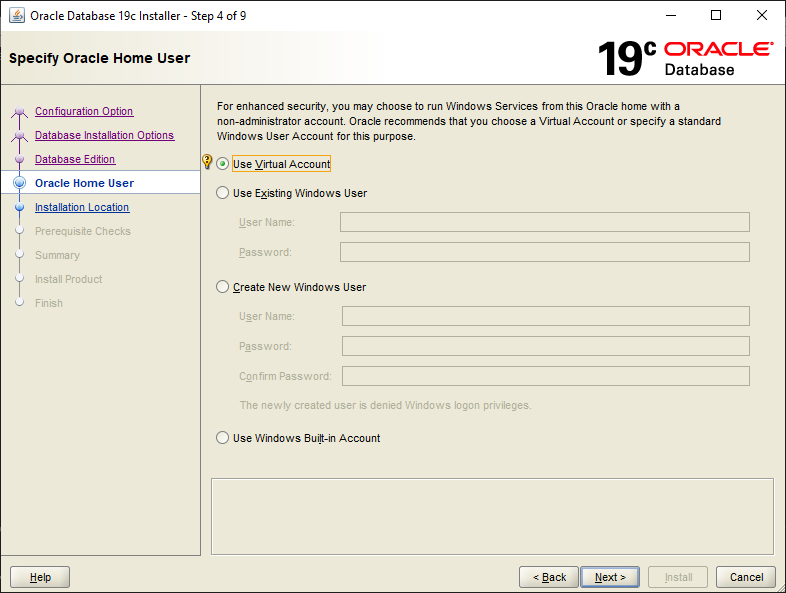 Oracle Database 19c Installer - Step 4 of 9
Specify Oracle Home User
19c ORACLE
Database
Configuration Option
Database Installation Options
Database Edition
Oracle Home User
Installation Location
Prerequisite Checks
Summary
Install Product
Finish
For enhanced security, you may choose to run Windows Services from this Oracle home with a
non-administrator account. Oracle recommends that you choose a Virtual Account or specify a standard
Windows User Account for this purpose.
Use Virtual Account
Use Existing Windows User
User Name:
Password:
Create New Windows User
User Name:
Password:
Confirm Password:
The newly created user is denied Windows logon privileges.
Use Windows Built-in Account
Help
< Back
Next >
Install
Cancel